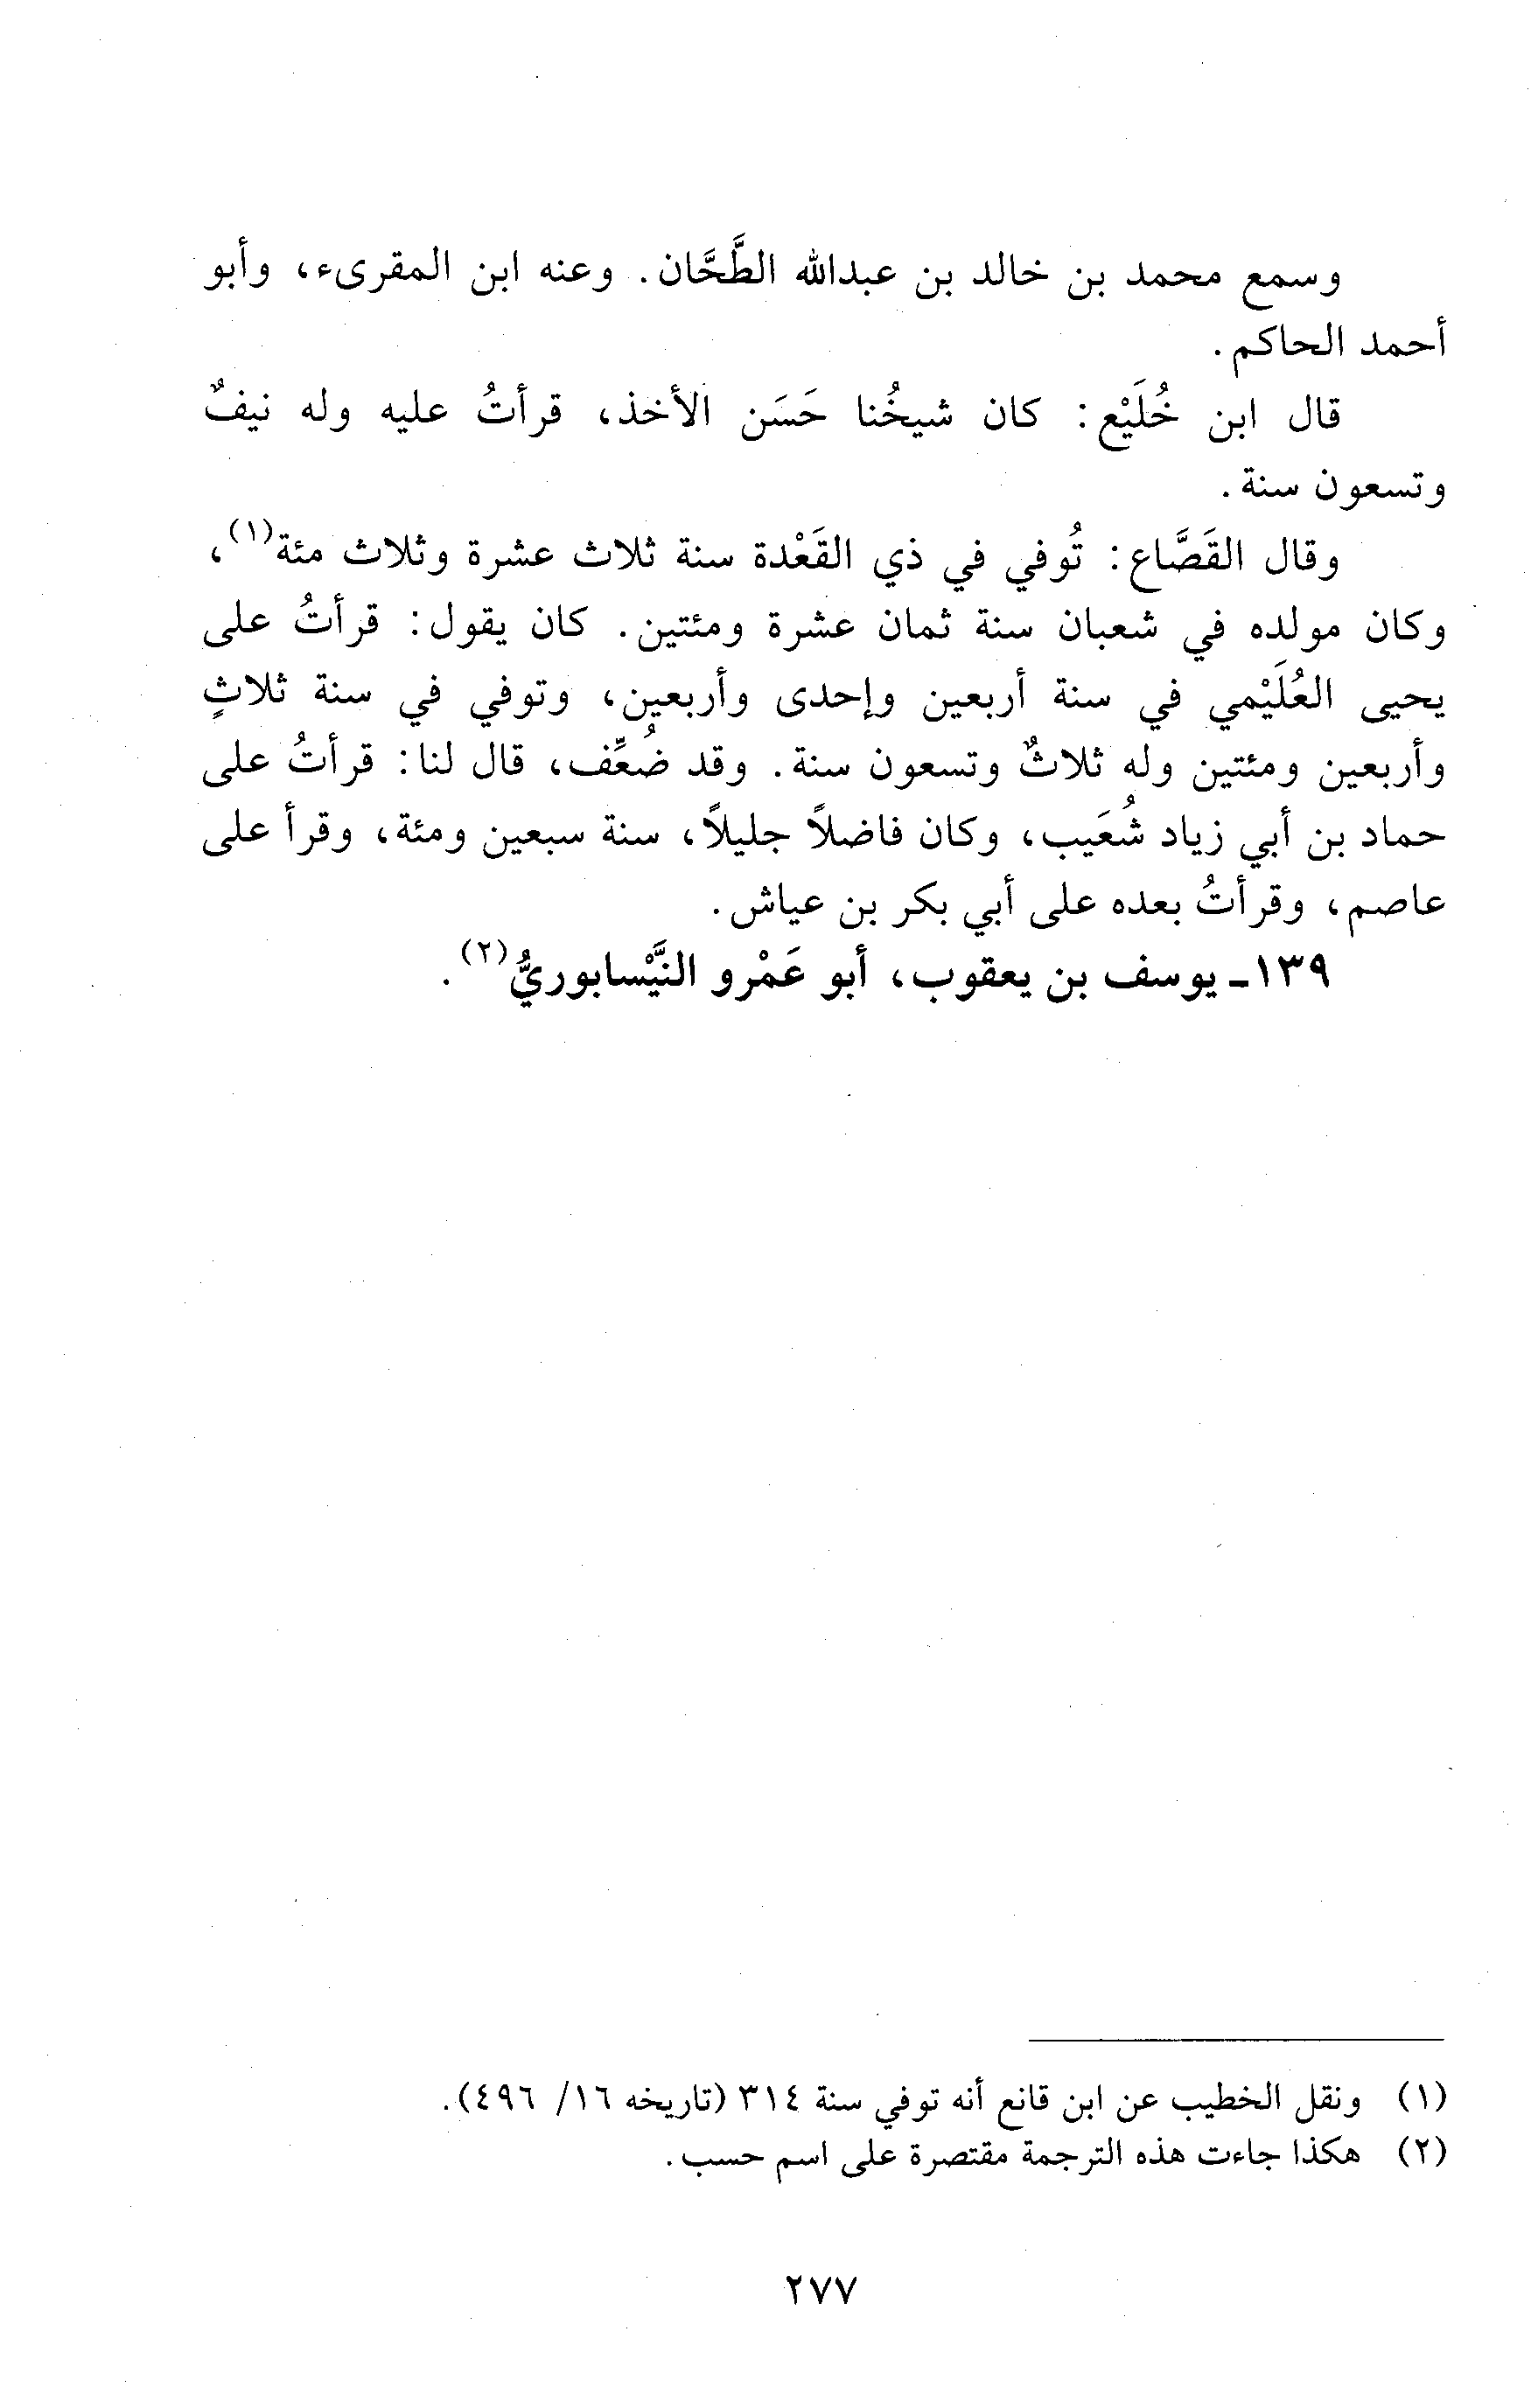 وسمع محمد بن خالد بن عبدالله الطَّحَّان. وعنه ابن المقرىء، وأبو
أحمد الحاكم.
قال ابن خُلَيْع: كان شيخُنا حَسَن الأخذ، قرأتُ عليه وله نيفٌ
وتسعون سنة.
وقال القَصَّاع: تُوفي في ذي القَعْدة سنة ثلاث عشرة وثلاث مئة(١)،
وكان مولده في شعبان سنة ثمان عشرة ومئتين. كان يقول: قرأتُ على
يحيى العُلَيْمي في سنة أربعين وإحدى وأربعين، وتوفي في سنة ثلاثٍ
وأربعين ومئتين وله ثلاثٌ وتسعون سنة. وقد ضُعِّف، قال لنا: قرأتُ على
حماد بن أبي زياد شُعَيب، وكان فاضلاً جليلاً، سنة سبعين ومئة، وقرأ على
عاصم، وقرأتُ بعده على أبي بكر بن عياش.
١٣٩- يوسف بن يعقوب، أبو عَمْرو النَّيْسابوريُّ(٢).
(١) ونقل الخطيب عن ابن قانع أنه توفي سنة ٣١٤ (تاريخه ١٦/ ٤٩٦).
(٢) هكذا جاءت هذه الترجمة مقتصرة على اسم حسب.
٢٧٧